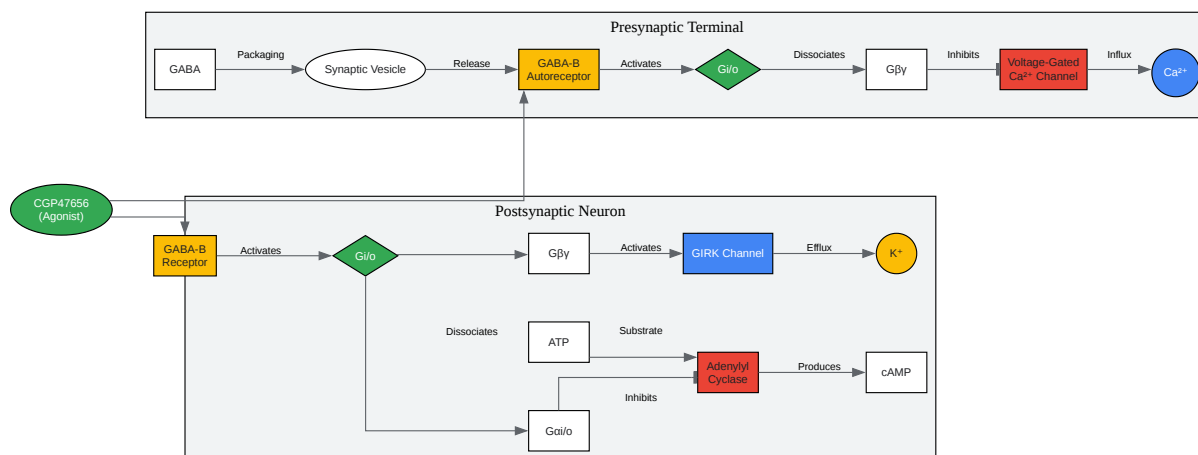 Presynaptic Terminal
GABA
Packaging
Synaptic Vesicle
Release
GABA-B
Autoreceptor
Activates
Gi/o
Dissociates
Gβγ
Inhibits
Voltage-Gated
Ca²⁺ Channel
Influx
Ca²⁺
CGP47656
(Agonist)
Postsynaptic Neuron
GABA-B
Receptor
Activates
Gi/o
Gβγ
Activates
GIRK Channel
Efflux
K⁺
Dissociates
ATP
Substrate
Adenylyl
Cyclase
Produces
cAMP
Inhibits
Gαi/o